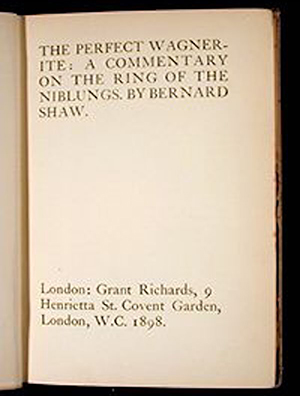 THE PERFECT WAGNER-
ITE: A COMMENTARY
ON THE RING OF THE
NIBLUNGS. BY BERNARD
SHAW.
London: Grant Richards, 9
Henrietta St. Covent Garden,
London, W.C. 1898.